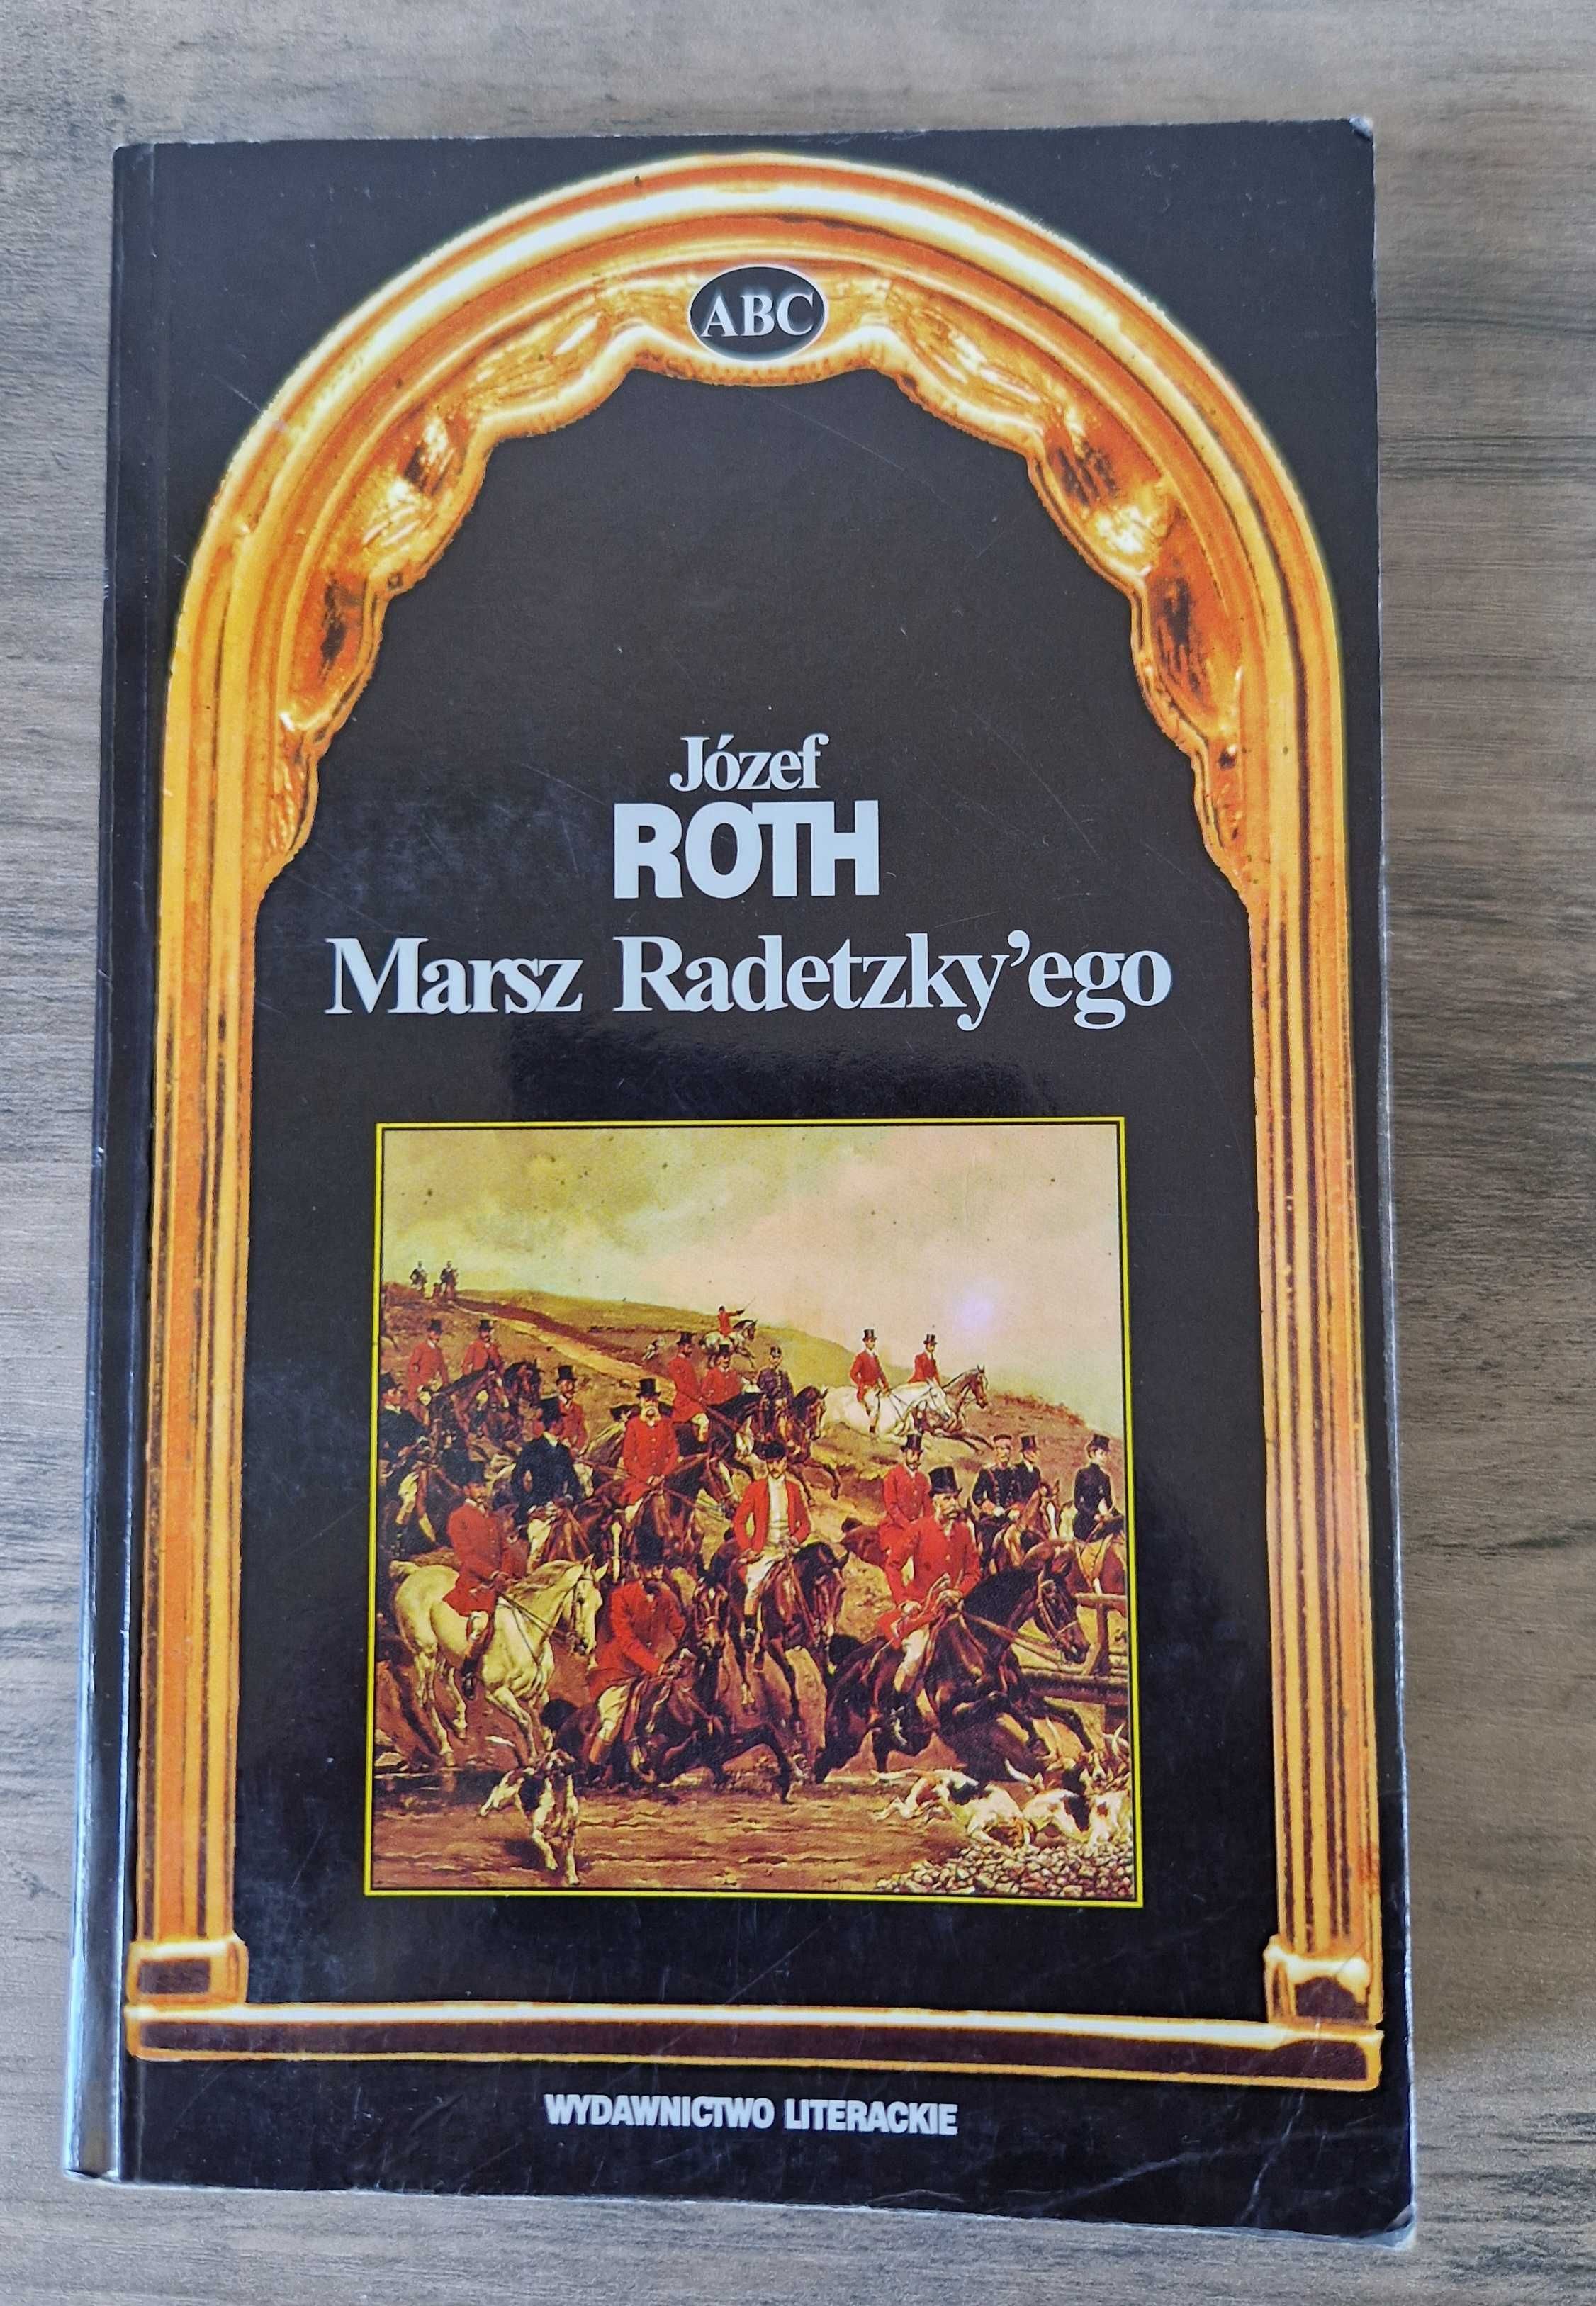 ABC
Józef
ROTH
Marsz Radetzky’ego
WYDAWNICTWO LITERACKIE